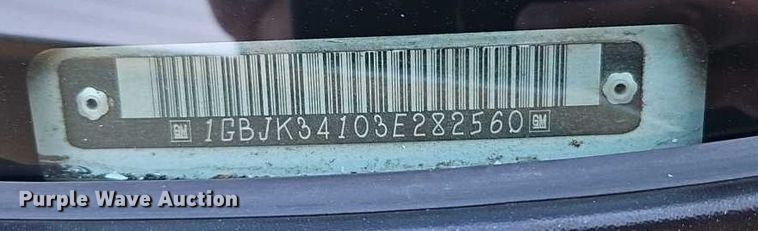 GM 1GBJK34103E282560 GM
Purple Wave Auction